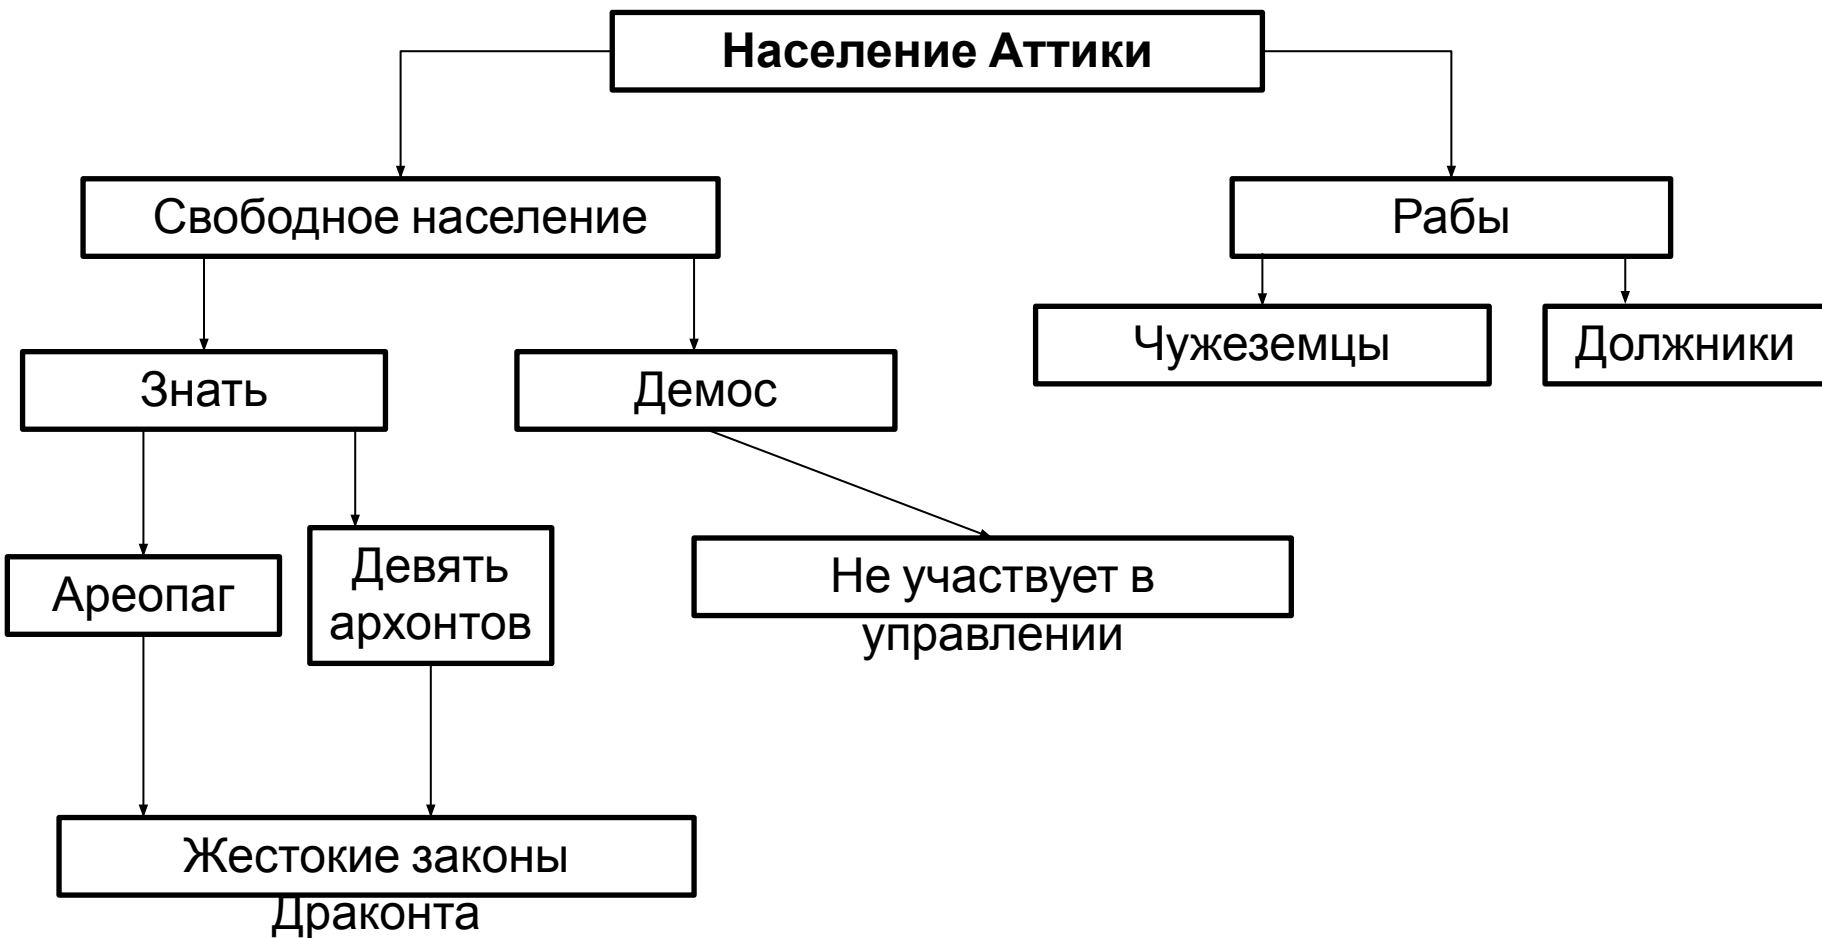 Население Аттики
Свободное население
Рабы
Чужеземцы
Должники
Знать
Демос
Ареопаг
Девять
архонтов
Не участвует в
управлении
Жестокие законы
Драконта